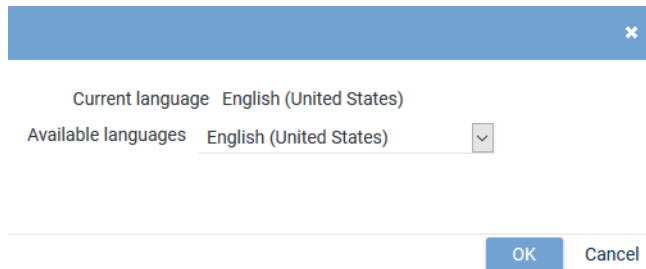 Current language English (United States)
Available languages English (United States)
OK Cancel